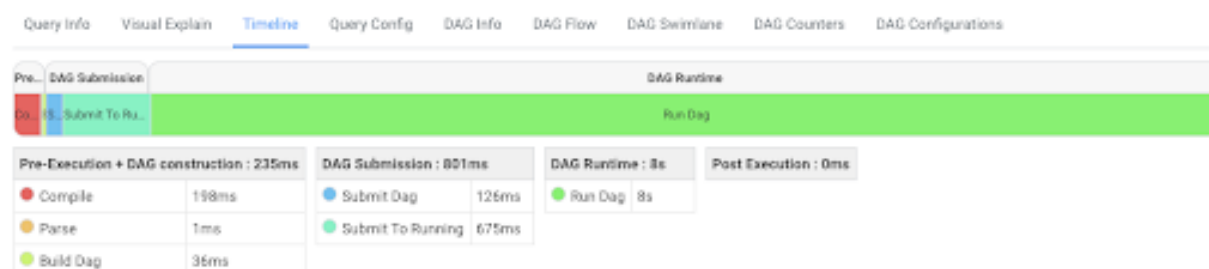 Query Info Visual Explain Timeline Query Config DAG Info DAG Flow DAG Swimlane DAG Counters DAG Configurations
Pre... DAG Submission DAG Runtime
Co... S... Submit To Ru... Run Dag
Pre-Execution + DAG construction : 235ms DAG Submission : 801ms DAG Runtime : 8s Post Execution : 0ms
Compile 198ms Submit Dag 126ms Run Dag 8s
Parse 1ms Submit To Running 675ms
Build Dag 36ms